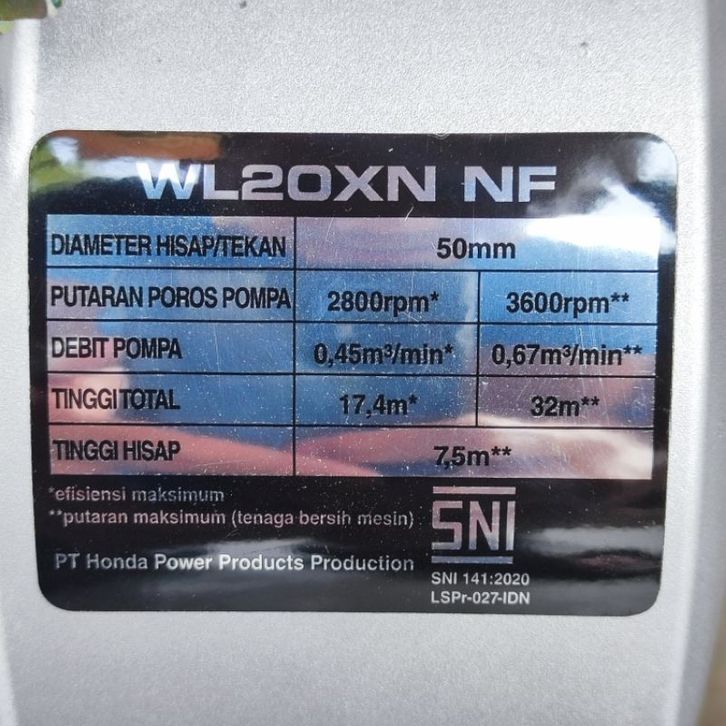 WL20XN NF
DIAMETER HISAP/TEKAN 50mm
PUTARAN POROS POMPA 2800rpm* 3600rpm**
DEBIT POMPA 0,45m³/min* 0,67m³/min**
TINGGI TOTAL 17,4m* 32m**
TINGGI HISAP 7,5m**
*efisiensi maksimum
**putaran maksimum (tenaga bersih mesin)
SNI
PT Honda Power Products Production
SNI 141:2020
LSPr-027-IDN